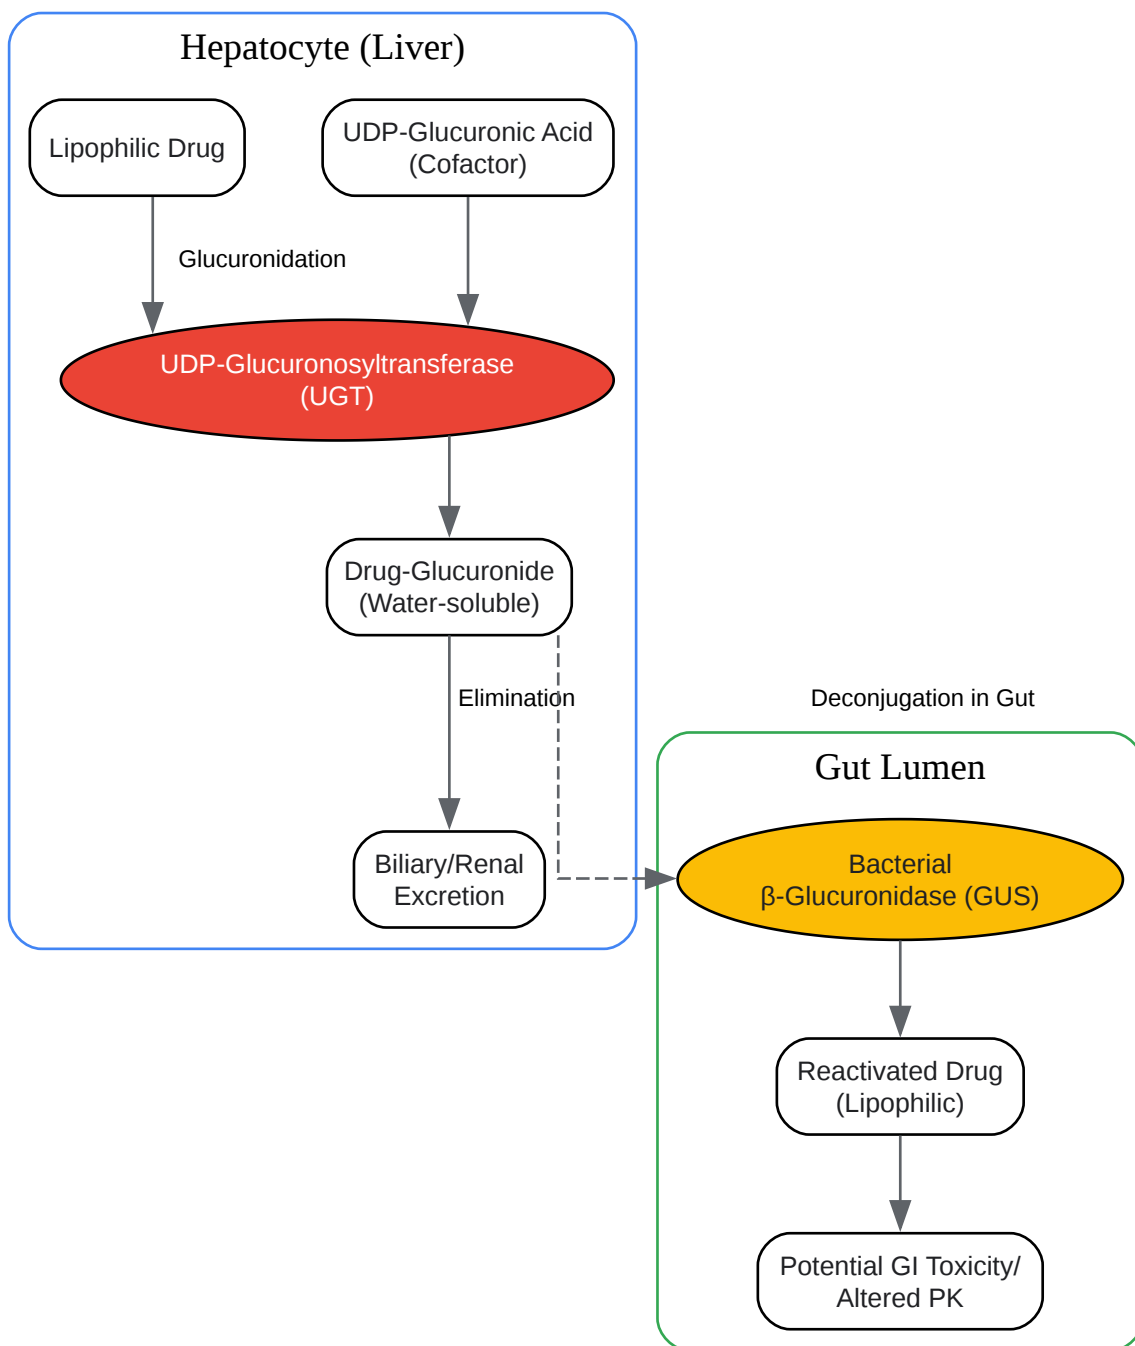 Hepatocyte (Liver)
Lipophilic Drug
UDP-Glucuronic Acid
(Cofactor)
Glucuronidation
UDP-Glucuronosyltransferase
(UGT)
Drug-Glucuronide
(Water-soluble)
Elimination
Biliary/Renal
Excretion
Deconjugation in Gut
Gut Lumen
Bacterial
β-Glucuronidase (GUS)
Reactivated Drug
(Lipophilic)
Potential GI Toxicity/
Altered PK